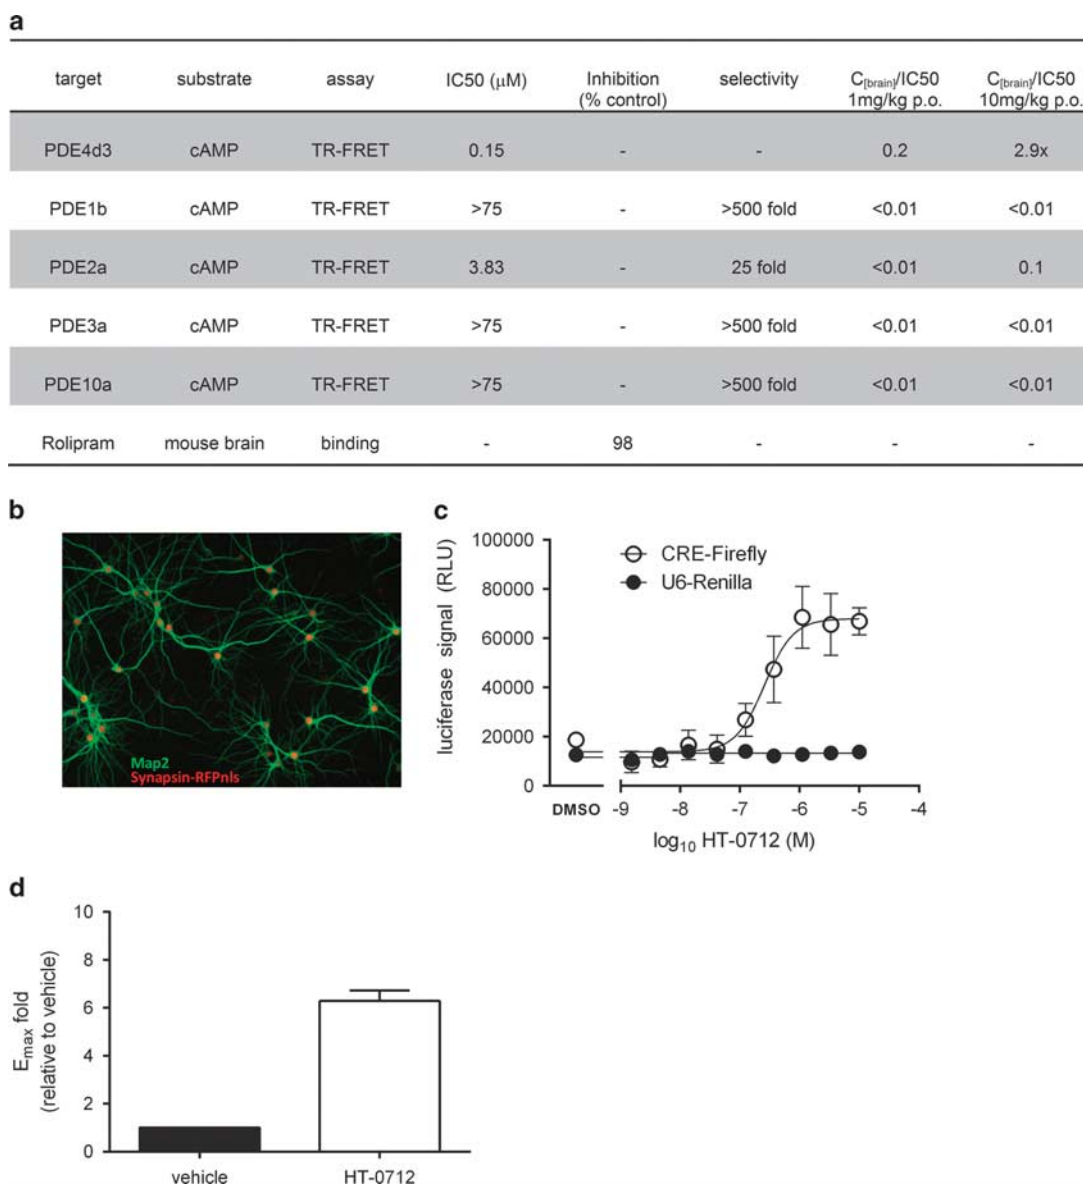 a
target substrate assay IC50 (μM) Inhibition (% control) selectivity C[brain]/IC50 1mg/kg p.o. C[brain]/IC50 10mg/kg p.o.
PDE4d3 cAMP TR-FRET 0.15 - - 0.2 2.9x
PDE1b cAMP TR-FRET >75 - >500 fold <0.01 <0.01
PDE2a cAMP TR-FRET 3.83 - 25 fold <0.01 0.1
PDE3a cAMP TR-FRET >75 - >500 fold <0.01 <0.01
PDE10a cAMP TR-FRET >75 - >500 fold <0.01 <0.01
Rolipram mouse brain binding - 98 - - -
b
Map2
Synapsin-RFPnls
c
luciferase signal (RLU)
100000
80000
60000
40000
20000
0
CRE-Firefly
U6-Renilla
DMSO -9 -8 -7 -6 -5 -4
log10 HT-0712 (M)
d
Emax fold
(relative to vehicle)
10
8
6
4
2
0
vehicle HT-0712